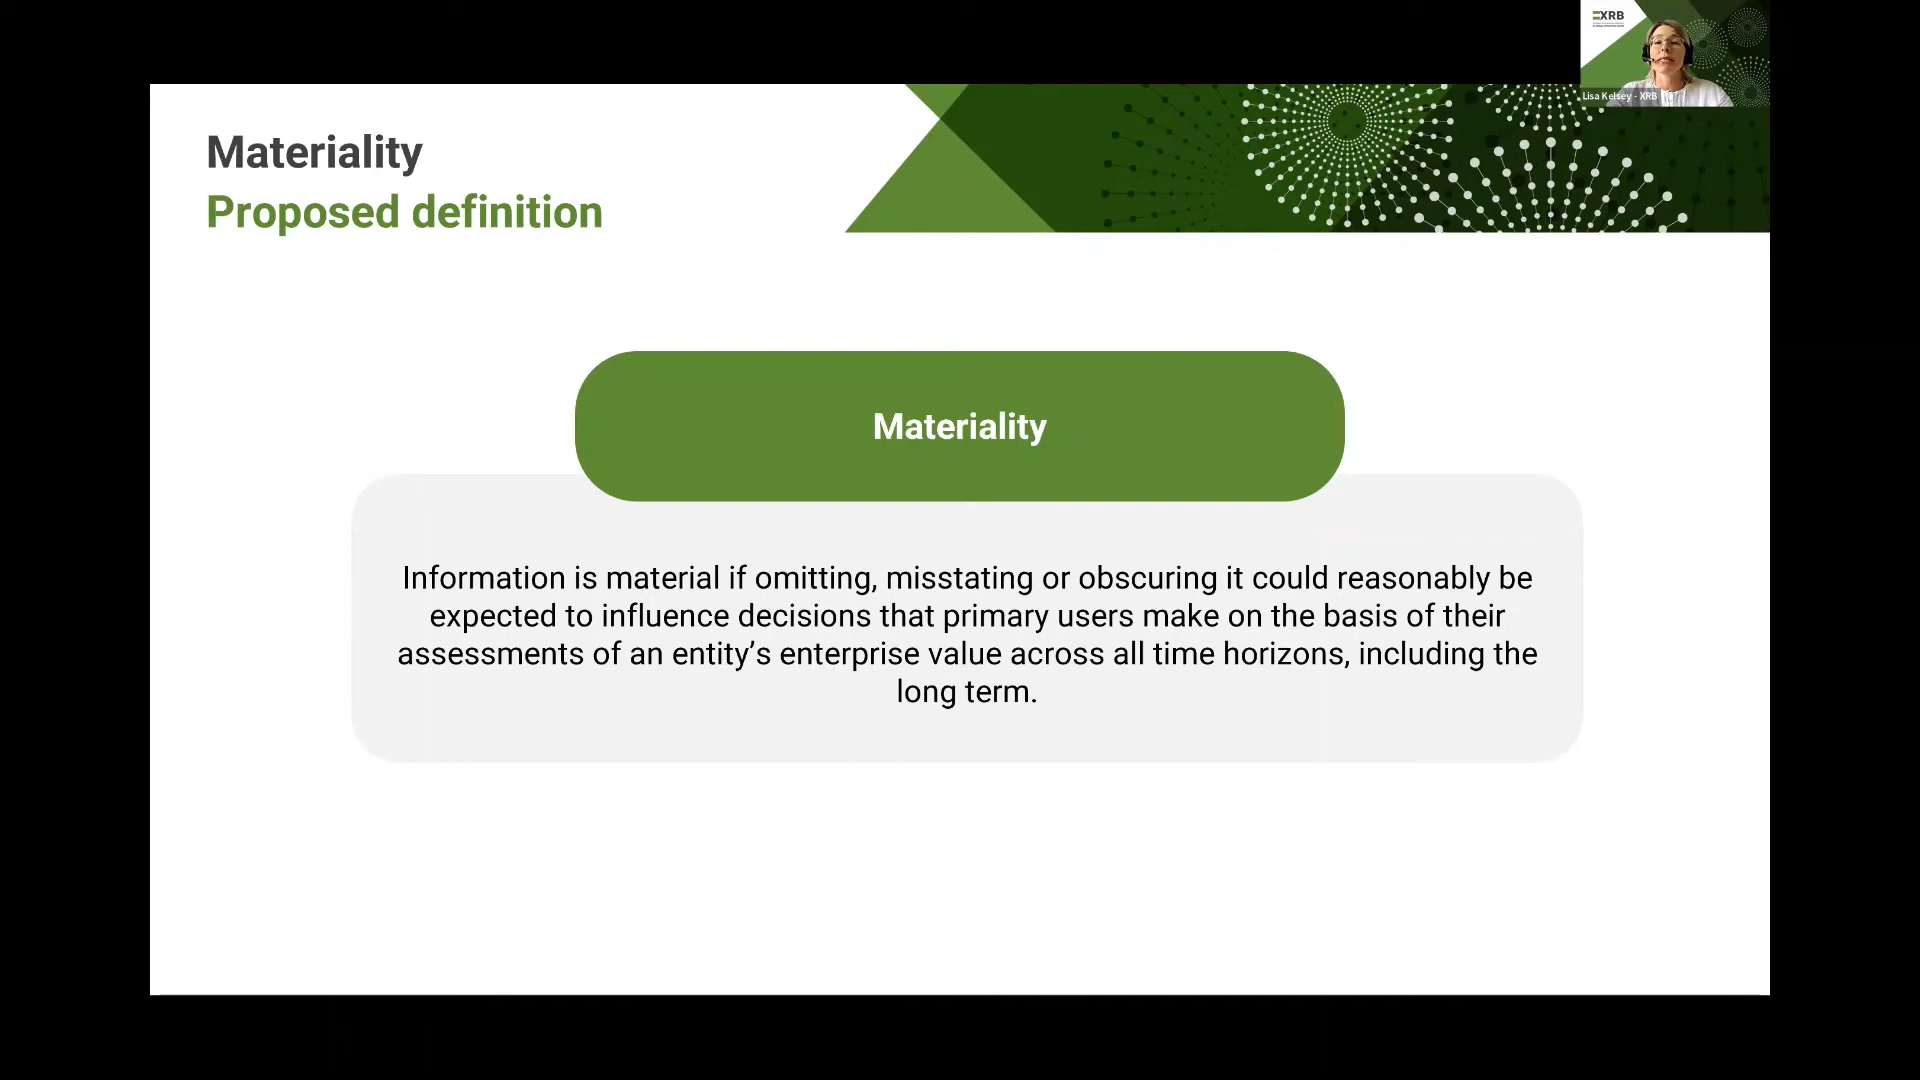 XRB
Lisa Kelsey - XRB
Materiality
Proposed definition
Materiality
Information is material if omitting, misstating or obscuring it could reasonably be
expected to influence decisions that primary users make on the basis of their
assessments of an entity’s enterprise value across all time horizons, including the
long term.